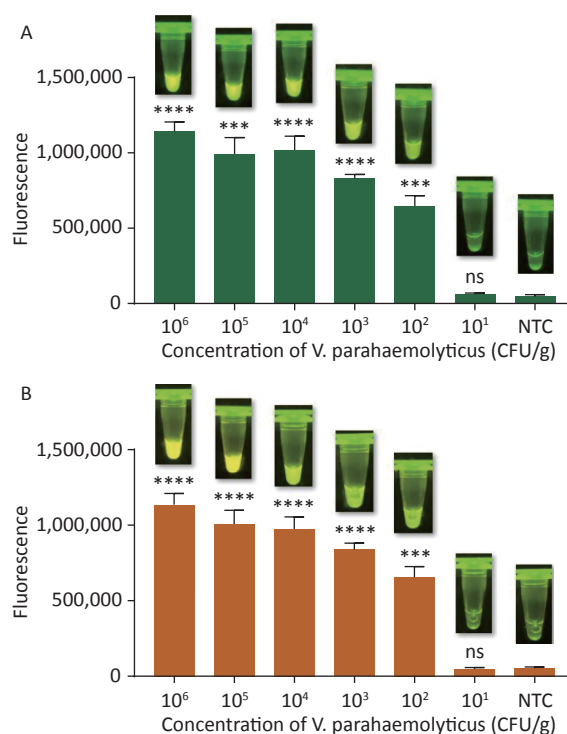 A
1,500,000
1,000,000
500,000
0
Fluorescence
**** *** **** **** *** ns
10⁶ 10⁵ 10⁴ 10³ 10² 10¹ NTC
Concentration of V. parahaemolyticus (CFU/g)
B
1,500,000
1,000,000
500,000
0
Fluorescence
**** **** **** **** *** ns
10⁶ 10⁵ 10⁴ 10³ 10² 10¹ NTC
Concentration of V. parahaemolyticus (CFU/g)